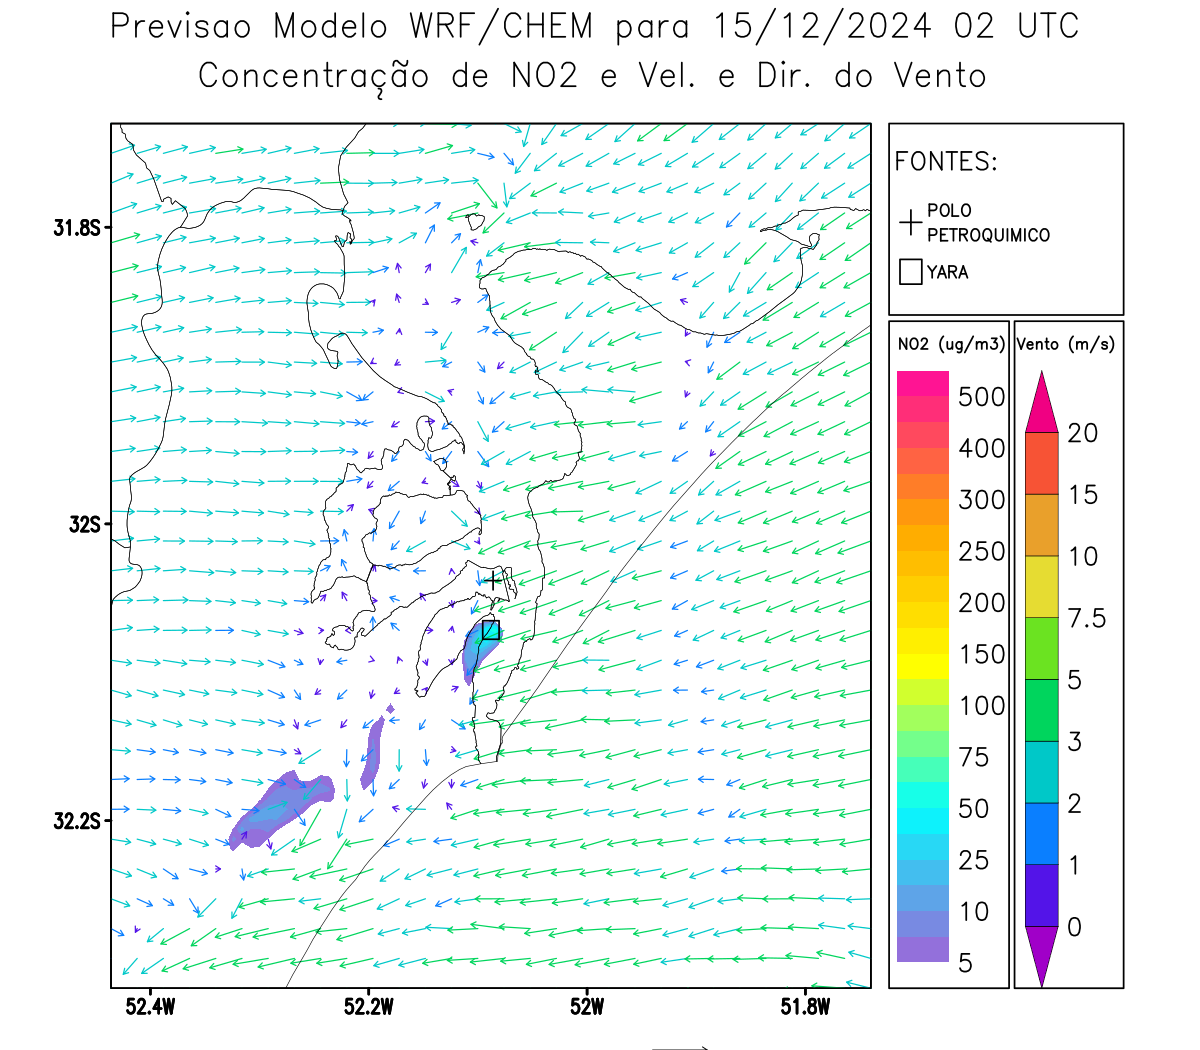 Previsao Modelo WRF/CHEM para 15/12/2024 02 UTC
Concentração de NO2 e Vel. e Dir. do Vento
FONTES:
POLO
PETROQUIMICO
YARA
NO2 (ug/m3)
500
400
300
250
200
150
100
75
50
25
10
5
Vento (m/s)
20
15
10
7.5
5
3
2
1
0
31.8S
32S
32.2S
52.4W
52.2W
52W
51.8W